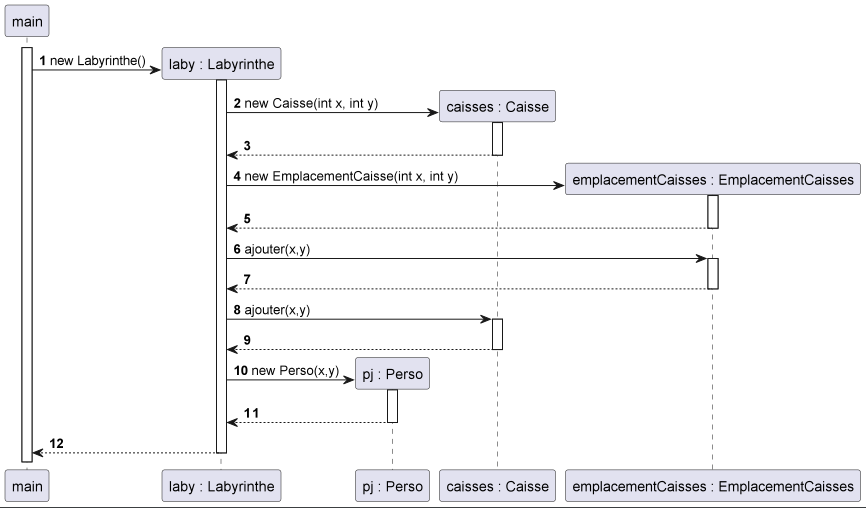 main
1 new Labyrinthe()
laby : Labyrinthe
2 new Caisse(int x, int y)
caisses : Caisse
3
4 new EmplacementCaisse(int x, int y)
emplacementCaisses : EmplacementCaisses
5
6 ajouter(x,y)
7
8 ajouter(x,y)
9
10 new Perso(x,y)
pj : Perso
11
12
main
laby : Labyrinthe
pj : Perso
caisses : Caisse
emplacementCaisses : EmplacementCaisses